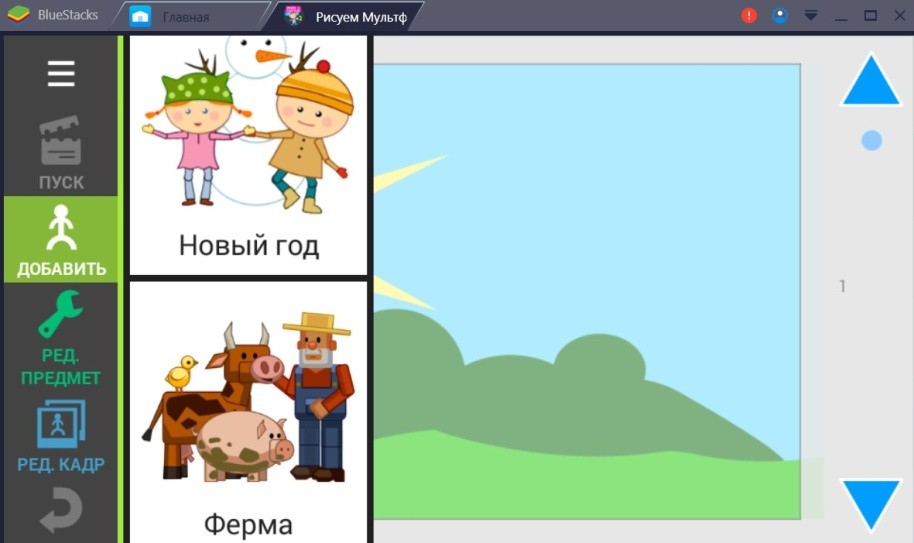 BlueStacks
Главная
Рисуем Мультф
ПУСК
ДОБАВИТЬ
РЕД.
ПРЕДМЕТ
РЕД. КАДР
Новый год
Ферма
1